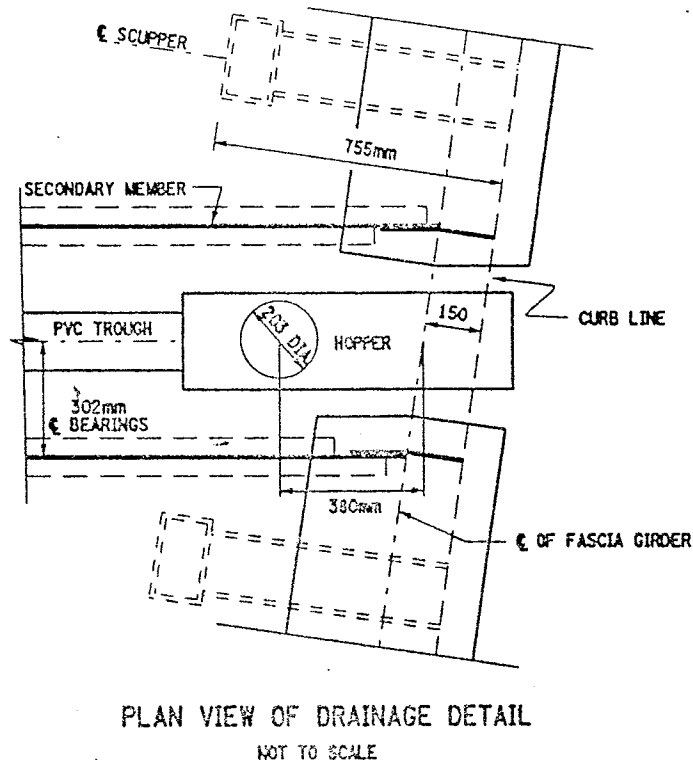 ℄ SCUPPER
755mm
SECONDARY MEMBER
PVC TROUGH
203 DIA.
HOPPER
150
CURB LINE
302mm
℄ BEARINGS
380mm
℄ OF FASCIA GIRDER
PLAN VIEW OF DRAINAGE DETAIL
NOT TO SCALE